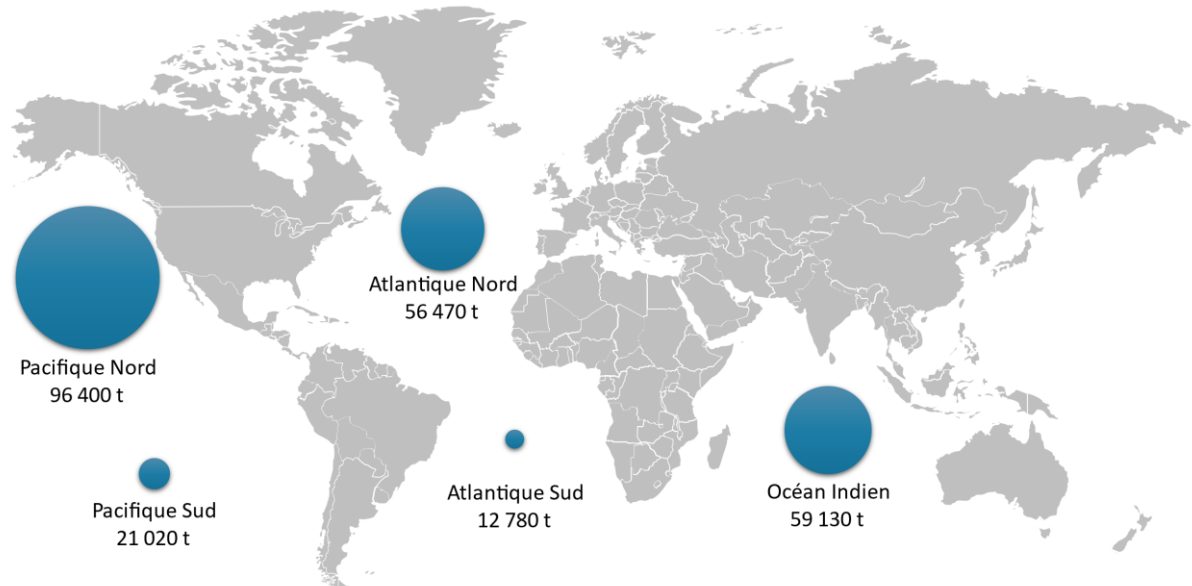 Atlantique Nord
56 470 t
Pacifique Nord
96 400 t
Pacifique Sud
21 020 t
Atlantique Sud
12 780 t
Océan Indien
59 130 t